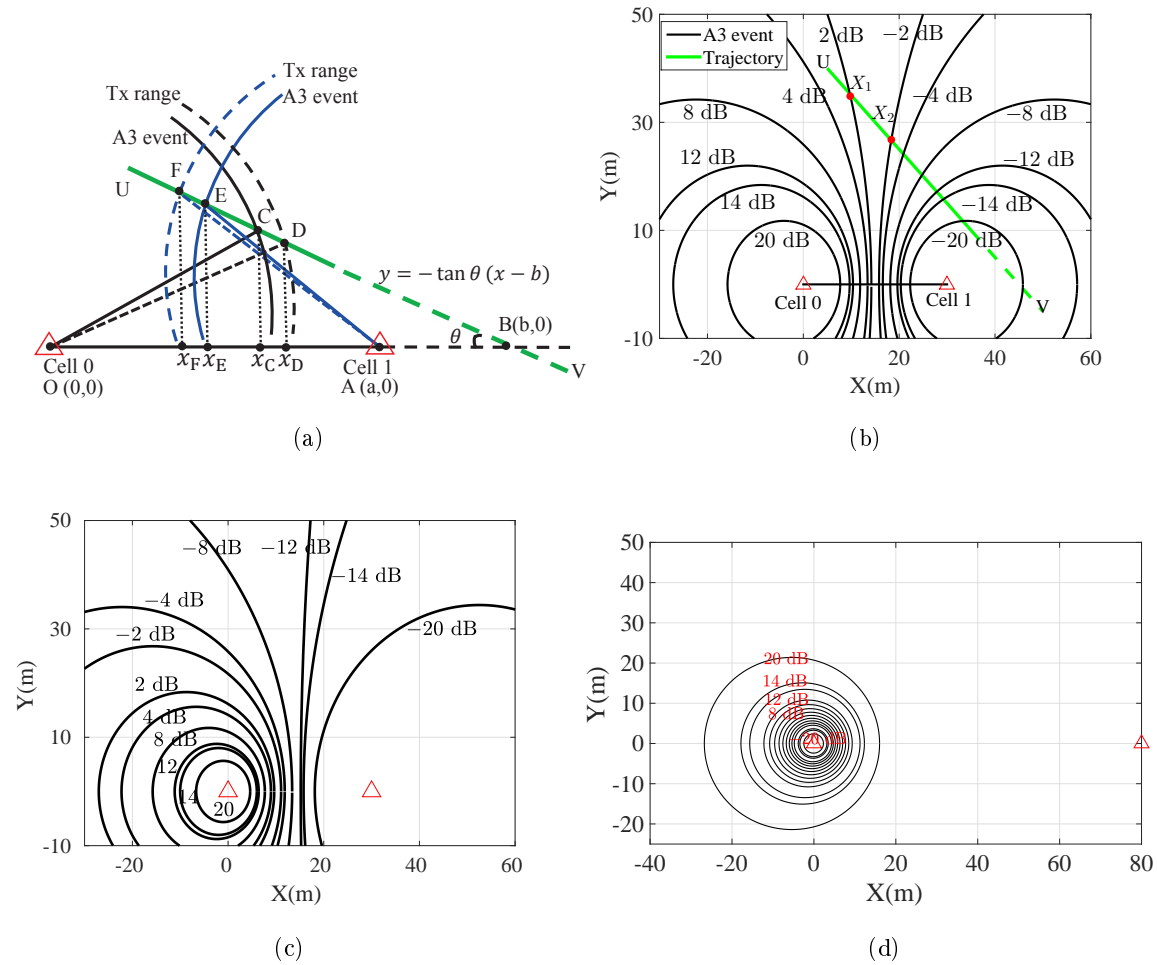 Tx range
Tx range
A3 event
A3 event
F
E
U
C
D
y = − tan θ (x − b)
θ
B(b,0)
V
x_F
x_E
x_C
x_D
Cell 0
O (0,0)
Cell 1
A (a,0)
(a)
A3 event
Trajectory
2 dB
−2 dB
U
X₁
X₂
4 dB
−4 dB
8 dB
−8 dB
12 dB
−12 dB
14 dB
−14 dB
20 dB
−20 dB
Cell 0
Cell 1
V
60
30
10
-10
Y(m)
-20
0
20
40
60
X(m)
(b)
50
30
10
-10
Y(m)
−8 dB
−12 dB
−14 dB
−4 dB
−2 dB
−20 dB
2 dB
4 dB
8 dB
12
14
20
-20
0
20
40
60
X(m)
(c)
50
40
30
20
10
0
-10
-20
Y(m)
20 dB
14 dB
12 dB
8 dB
-40
-20
0
20
40
60
80
X(m)
(d)